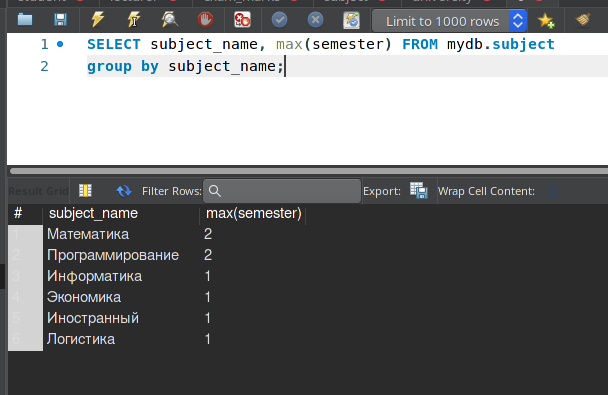 Limit to 1000 rows
1 SELECT subject_name, max(semester) FROM mydb.subject
2 group by subject_name;
Result Grid Filter Rows: Export: Wrap Cell Content:
# subject_name max(semester)
1 Математика 2
2 Программирование 2
3 Информатика 1
4 Экономика 1
5 Иностранный 1
6 Логистика 1